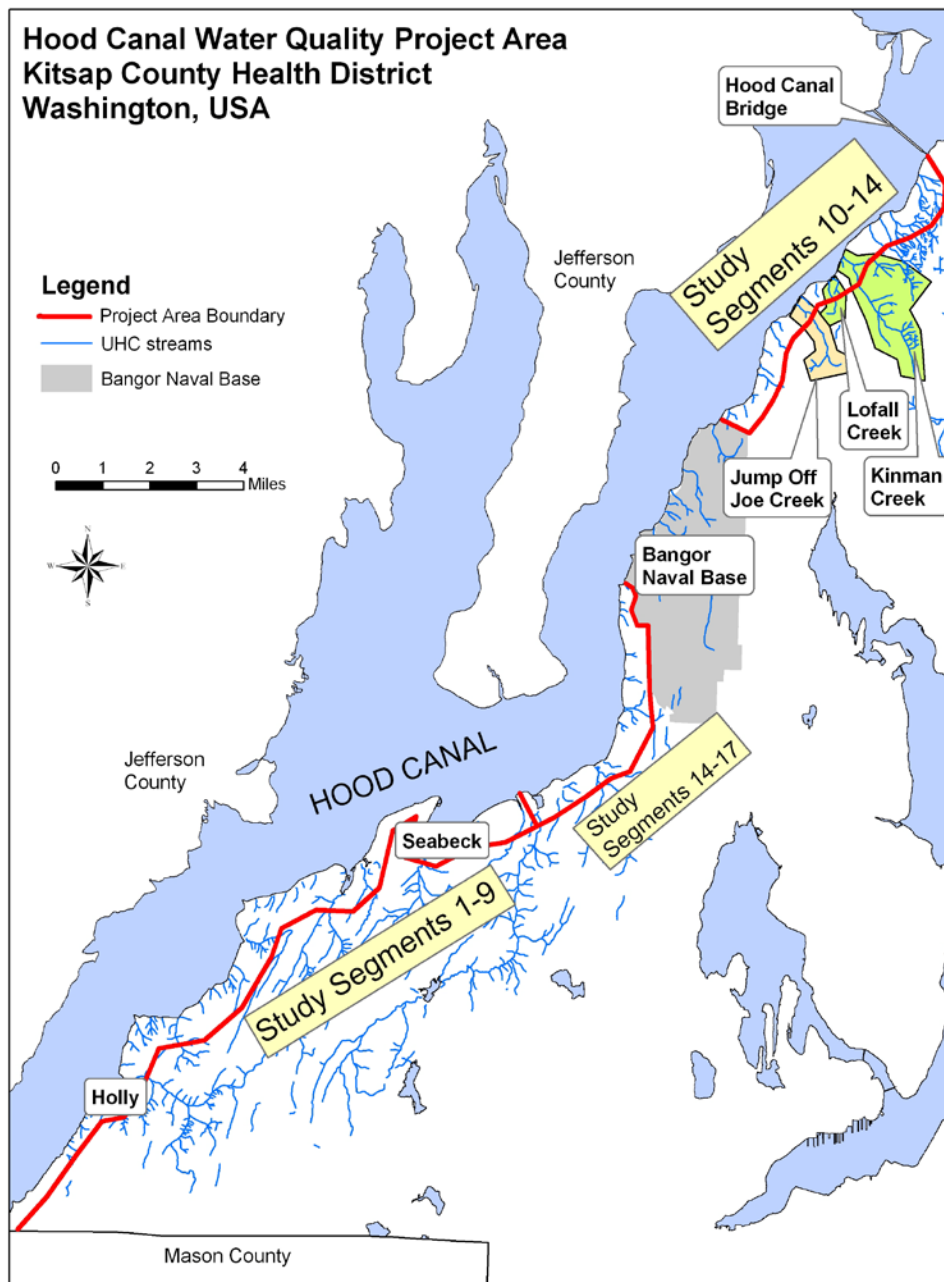 Hood Canal Water Quality Project Area
Kitsap County Health District
Washington, USA
Hood Canal
Bridge
Study
Segments 10-14
Jefferson
County
Legend
Project Area Boundary
UHC streams
Bangor Naval Base
0 1 2 3 4
Miles
N
W E
S
Lofall
Creek
Jump Off
Joe Creek
Kinman
Creek
Bangor
Naval Base
Jefferson
County
HOOD CANAL
Study
Segments 14-17
Seabeck
Study Segments 1-9
Holly
Mason County